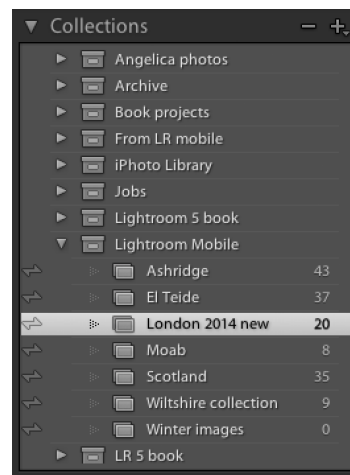 Collections
Angelica photos
Archive
Book projects
From LR mobile
iPhoto Library
Jobs
Lightroom 5 book
Lightroom Mobile
Ashridge 43
El Teide 37
London 2014 new 20
Moab 8
Scotland 35
Wiltshire collection 9
Winter images 0
LR 5 book